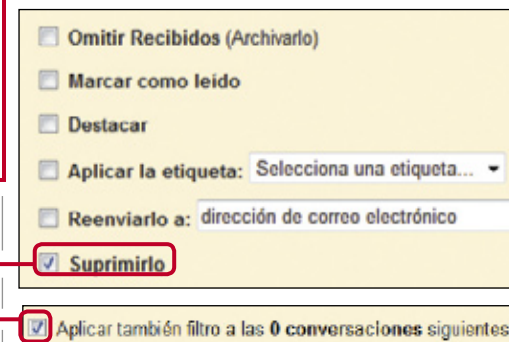 Omitir Recibidos (Archivarlo)
Marcar como leído
Destacar
Aplicar la etiqueta: Selecciona una etiqueta...
Reenviarlo a: dirección de correo electrónico
Suprimirlo
Aplicar también filtro a las 0 conversaciones siguientes